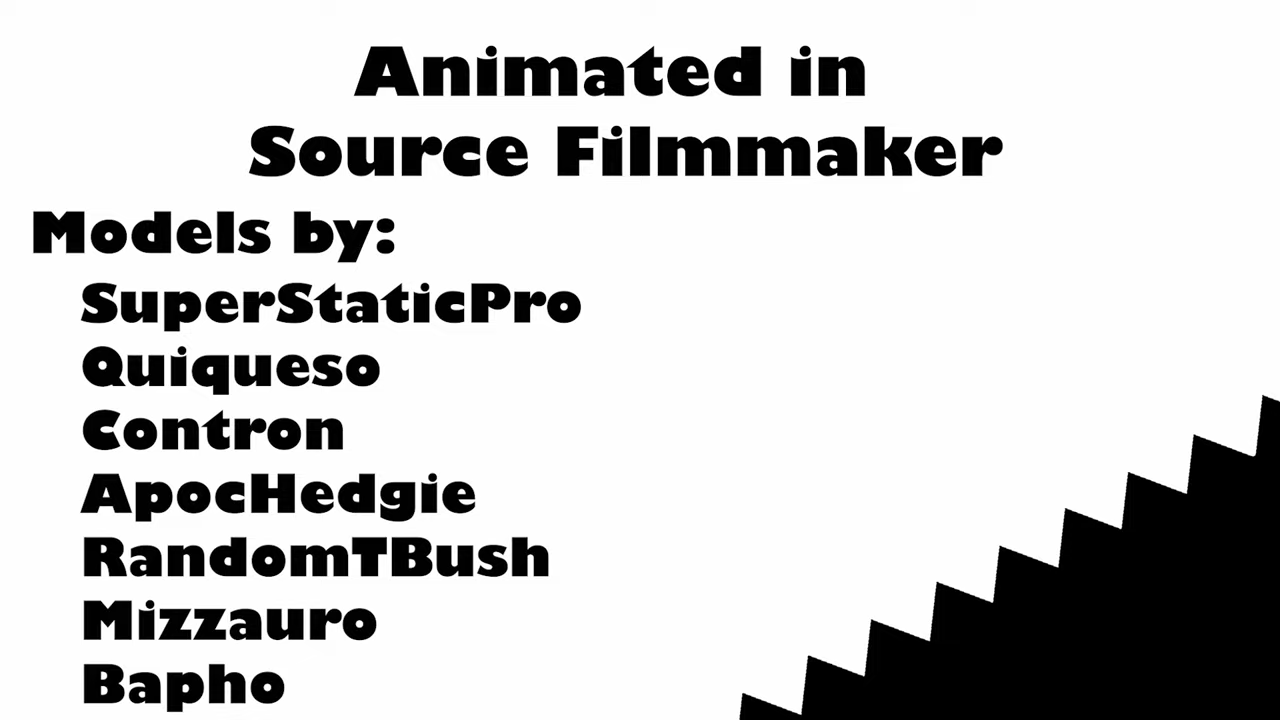 Animated in
Source Filmmaker
Models by:
SuperStaticPro
Quiqueso
Contron
ApocHedgie
RandomTBush
Mizzauro
Bapho